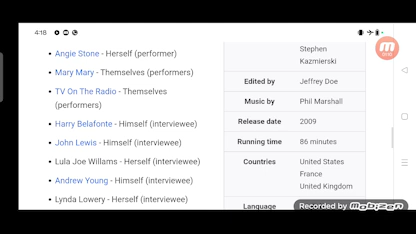 4:18
Angie Stone - Herself (performer)
Mary Mary - Themselves (performers)
TV On The Radio - Themselves
(performers)
Harry Belafonte - Himself (interviewee)
John Lewis - Himself (interviewee)
Lula Joe Willams - Herself (interviewee)
Andrew Young - Himself (interviewee)
Lynda Lowery - Herself (interviewee)
Stephen
Kazmierski
Edited by Jeffrey Doe
Music by Phil Marshall
Release date 2009
Running time 86 minutes
Countries United States
France
United Kingdom
Language
Recorded by Mobizen